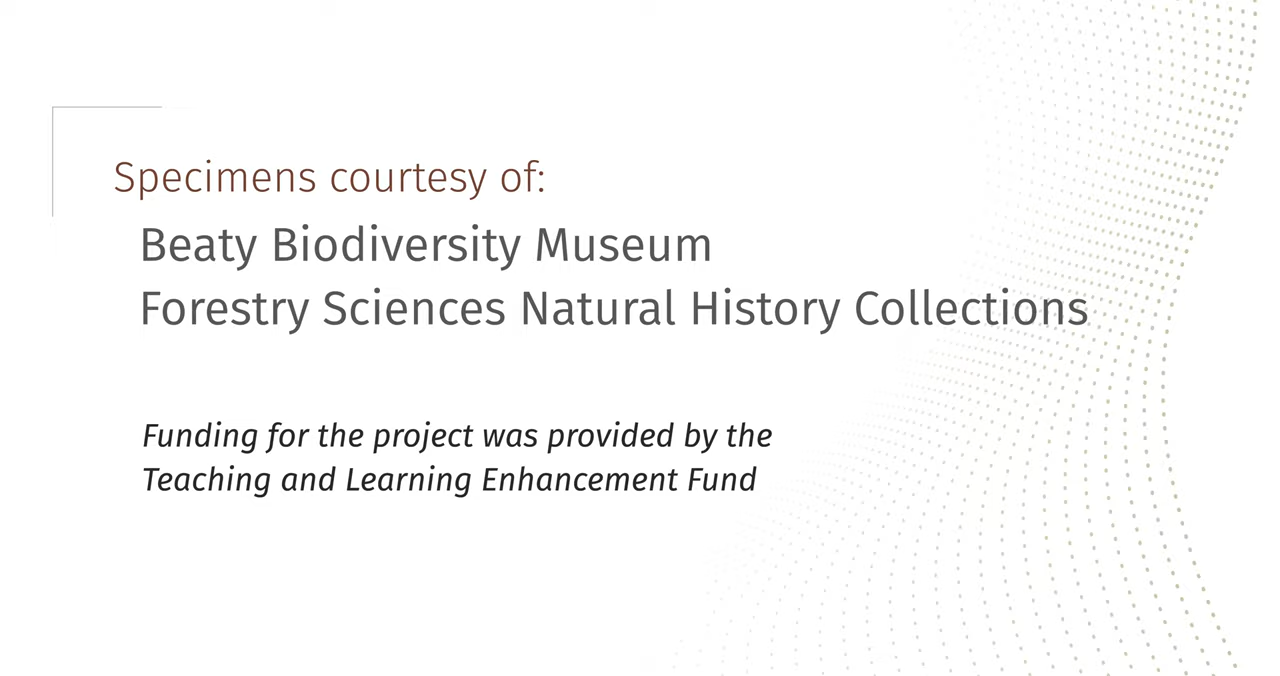 Specimens courtesy of:
Beaty Biodiversity Museum
Forestry Sciences Natural History Collections
Funding for the project was provided by the
Teaching and Learning Enhancement Fund